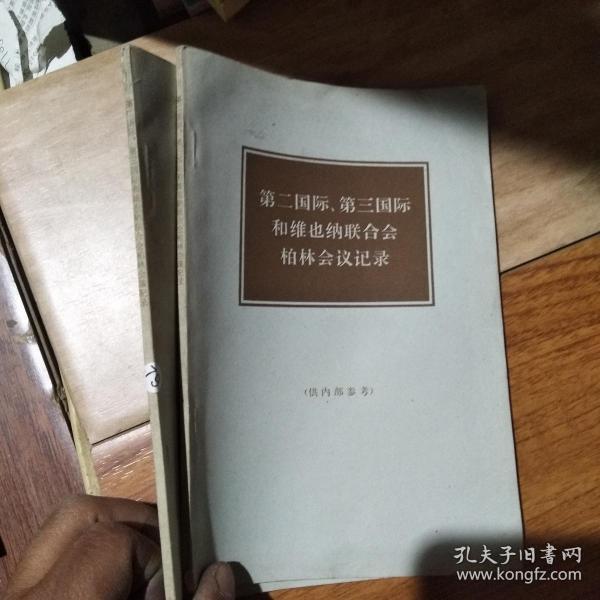 第二国际、第三国际
和维也纳联合会
柏林会议记录
(供内部参考)
孔夫子旧书网
www.kongfz.com